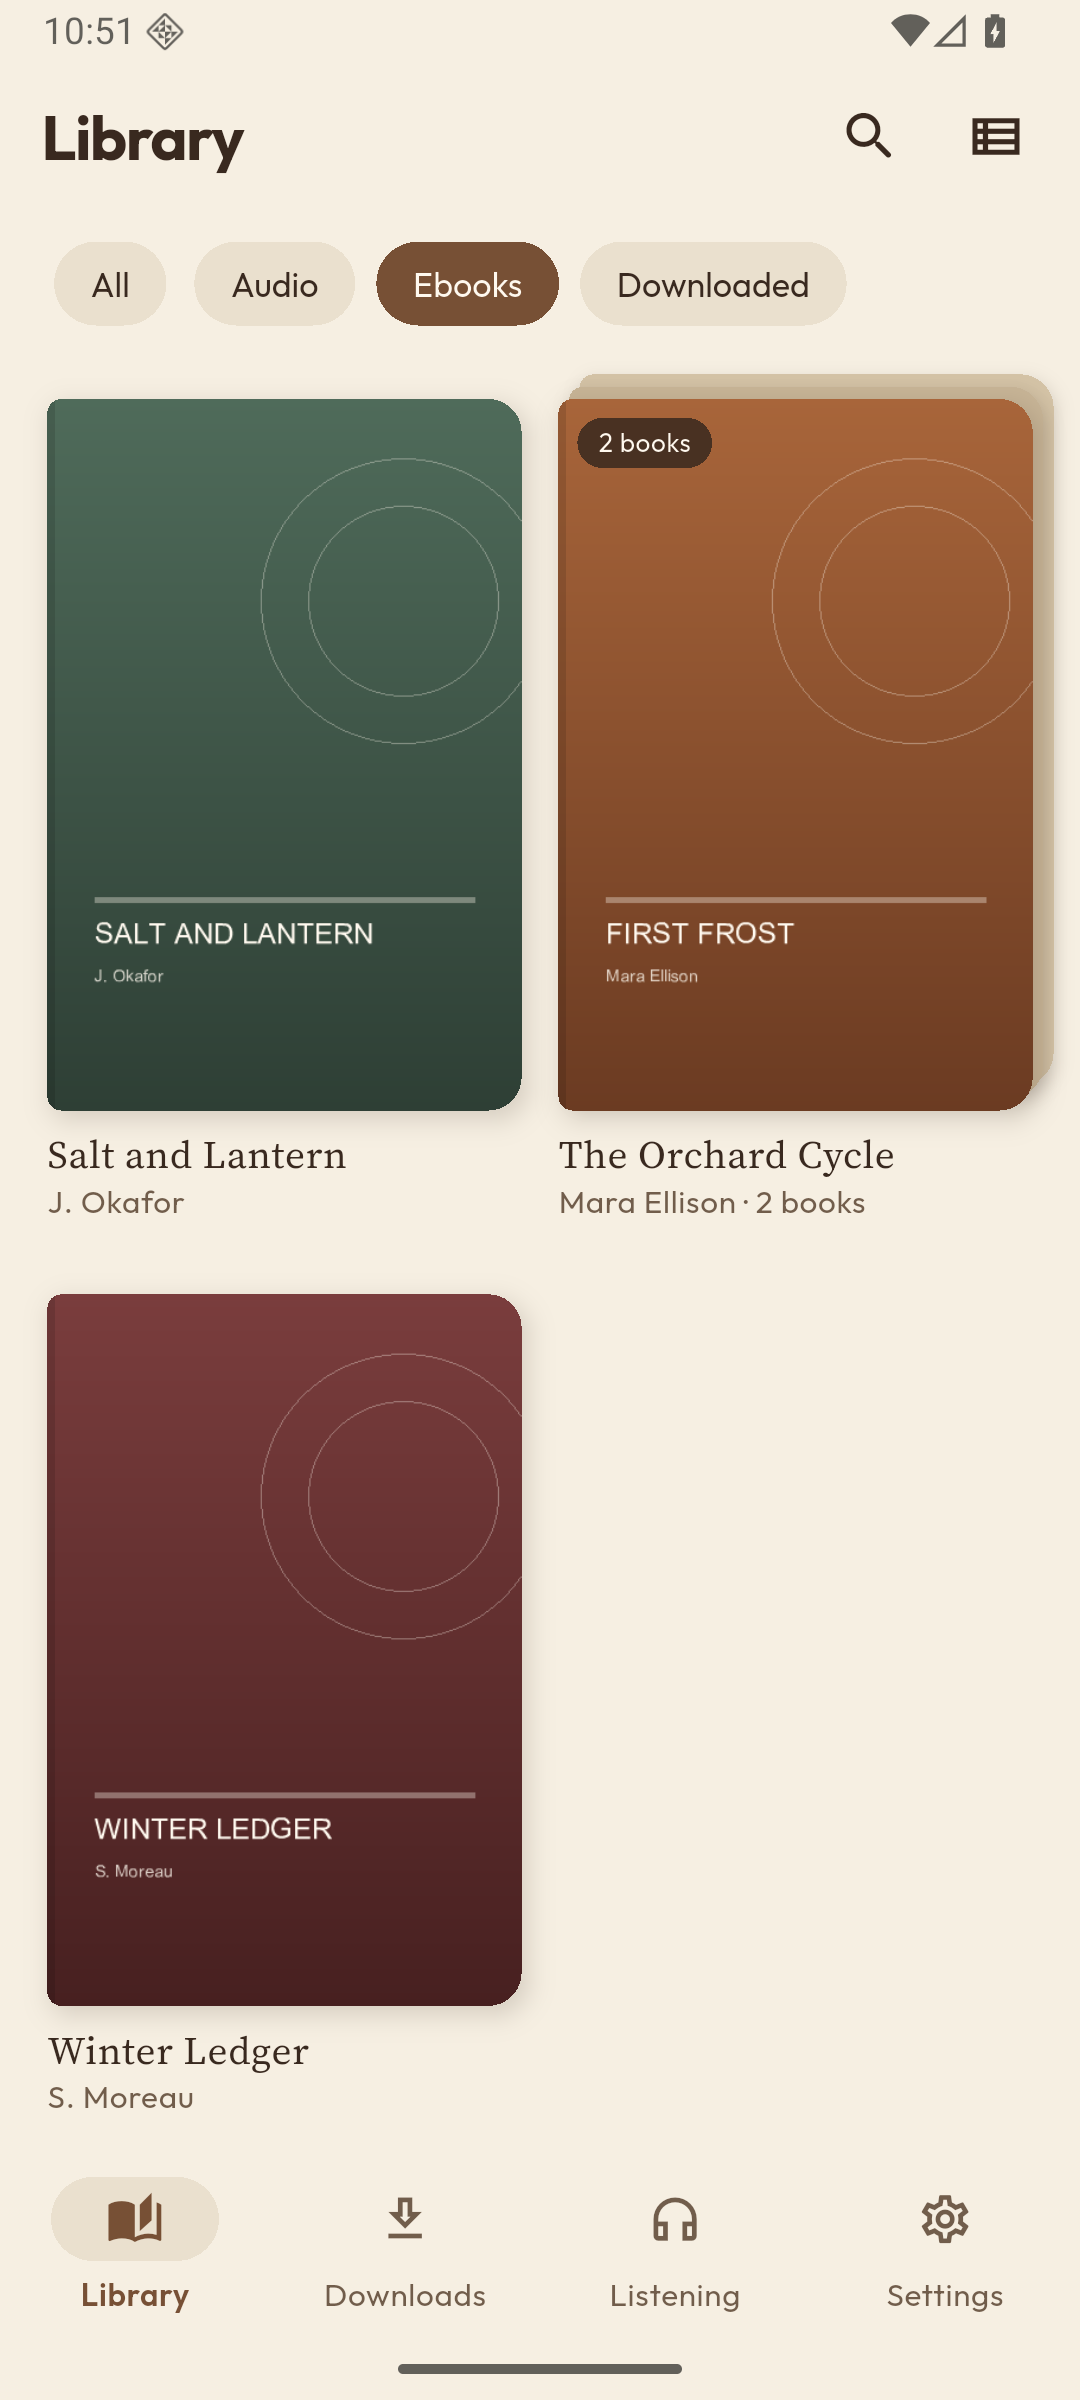 10:51
Library
All
Audio
Ebooks
Downloaded
SALT AND LANTERN
J. Okafor
Salt and Lantern
J. Okafor
2 books
FIRST FROST
Mara Ellison
The Orchard Cycle
Mara Ellison · 2 books
WINTER LEDGER
S. Moreau
Winter Ledger
S. Moreau
Library
Downloads
Listening
Settings